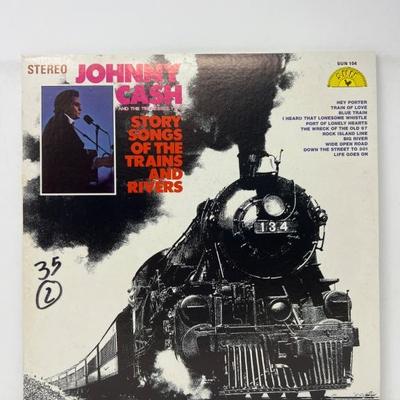 STEREO
JOHNNY
CASH
AND THE TENNESSEE TWO
STORY
SONGS
OF THE
TRAINS
AND
RIVERS
SUN 104
SUN
HEY PORTER
TRAIN OF LOVE
BLUE TRAIN
I HEARD THAT LONESOME WHISTLE
PORT OF LONELY HEARTS
THE WRECK OF THE OLD 97
ROCK ISLAND LINE
BIG RIVER
WIDE OPEN ROAD
DOWN THE STREET TO 301
LIFE GOES ON
134
35
2